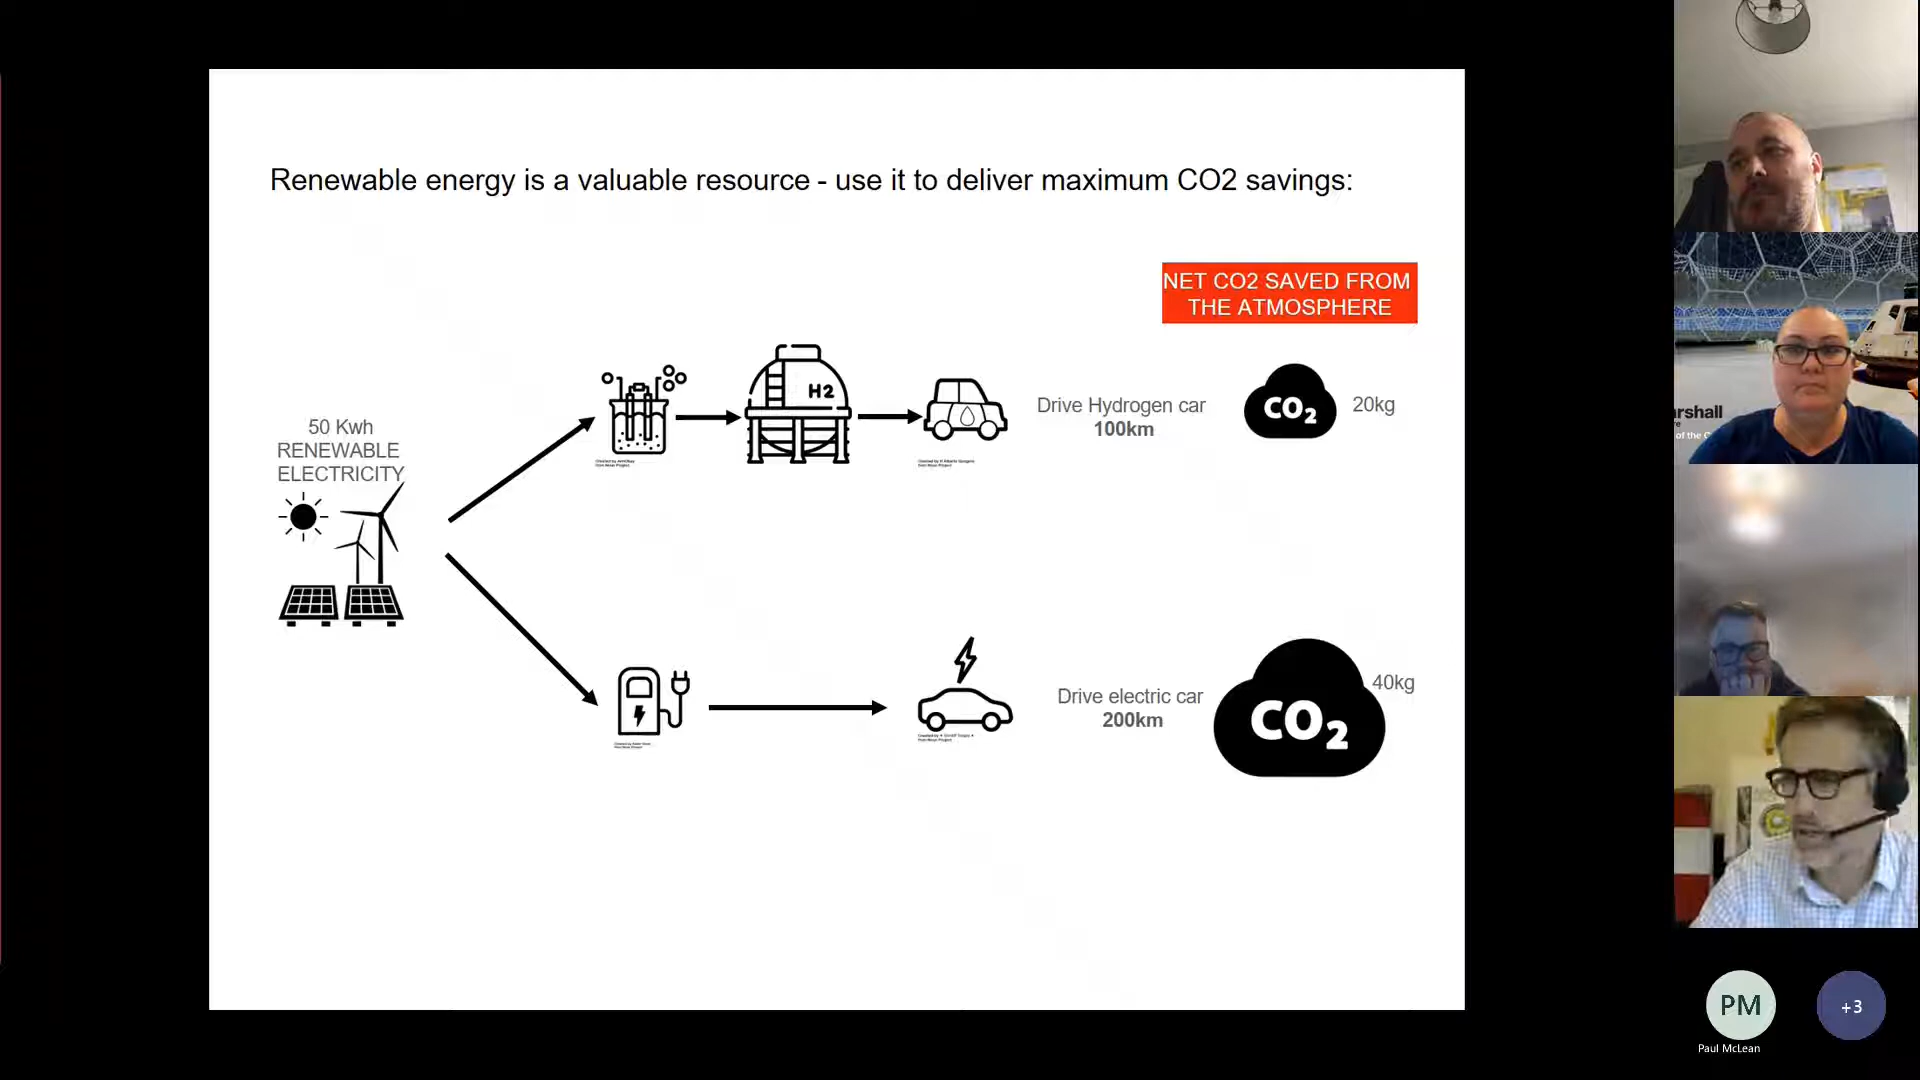 Renewable energy is a valuable resource - use it to deliver maximum CO2 savings:
NET CO2 SAVED FROM
THE ATMOSPHERE
50 Kwh
RENEWABLE
ELECTRICITY
H2
Drive Hydrogen car
100km
CO2
20kg
Drive electric car
200km
CO2
40kg
rshall
of the
PM
Paul McLean
+3